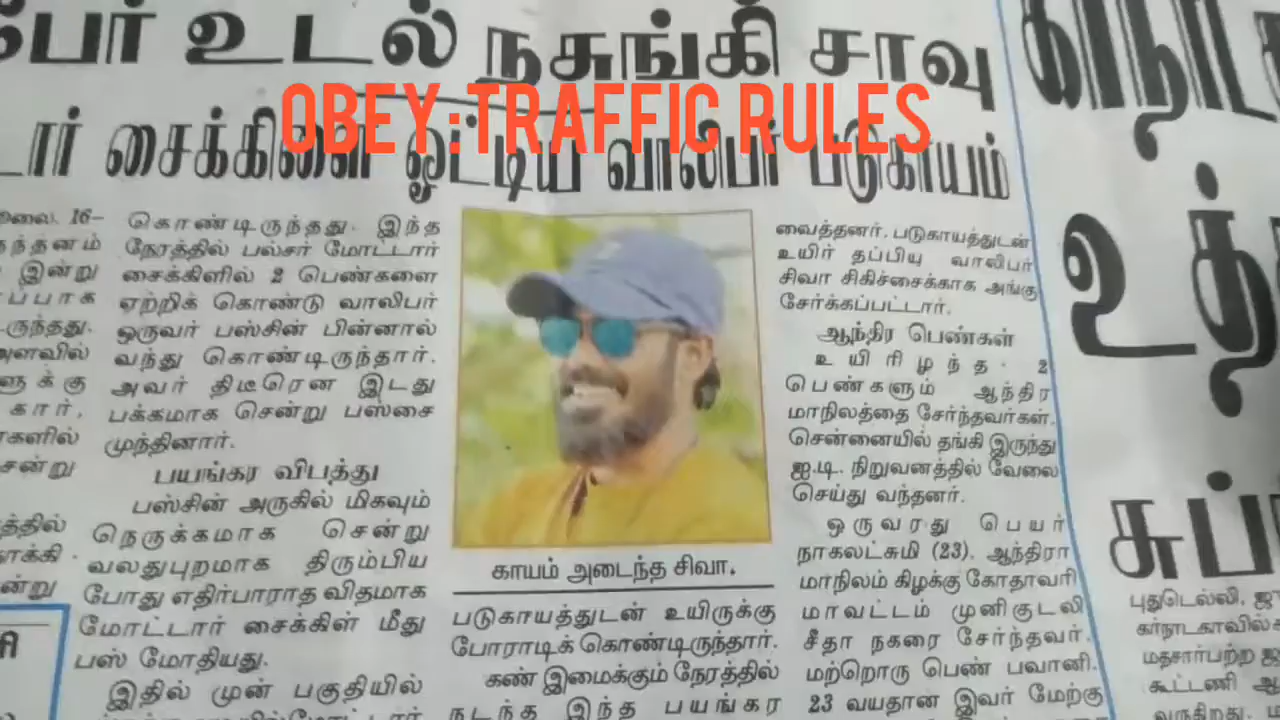 பேர் உடல் நசுங்கி சாவு
OBEY:TRAFFIC RULES
டார் சைக்கிளை ஓட்டிய வாலிபர் படுகாயம்
16-
இன்று
கொண்டிருந்தது. இந்த
நேரத்தில் பல்சர் மோட்டார்
சைக்கிளில் 2 பெண்களை
ஏற்றிக் கொண்டு வாலிபர்
ஒருவர் பஸ்சின் பின்னால்
வந்து கொண்டிருந்தார்.
அவர் திடீரென இடது
பக்கமாக சென்று பஸ்சை
முந்தினார்.
பயங்கர விபத்து
பஸ்சின் அருகில் மிகவும்
நெருக்கமாக சென்று
வலதுபுறமாக திரும்பிய
போது எதிர்பாராத விதமாக
மோட்டார் சைக்கிள் மீது
பஸ் மோதியது.
இதில் முன் பகுதியில்
காயம் அடைந்த சிவா.
படுகாயத்துடன் உயிருக்கு
போராடிக் கொண்டிருந்தார்.
கண் இமைக்கும் நேரத்தில்
நடந்த இந்த பயங்கர
வைத்தனர். படுகாயத்துடன்
உயிர் தப்பிய வாலிபர்
சிவா சிகிச்சைக்காக அங்கு
சேர்க்கப்பட்டார்.
ஆந்திர பெண்கள்
உயிரிழந்த 2
பெண்களும் ஆந்திர
மாநிலத்தை சேர்ந்தவர்கள்.
சென்னையில் தங்கி இருந்து
ஐ.டி. நிறுவனத்தில் வேலை
செய்து வந்தனர்.
ஒருவரது பெயர்
நாகலட்சுமி (23). ஆந்திரா
மாநிலம் கிழக்கு கோதாவரி
மாவட்டம் முனிகுடலி
சீதா நகரை சேர்ந்தவர்.
மற்றொரு பெண் பவானி.
23 வயதான இவர் மேற்கு
உத்
சுப்
புதுடெல்லி, ஜூ
கூட்டணி ஆ